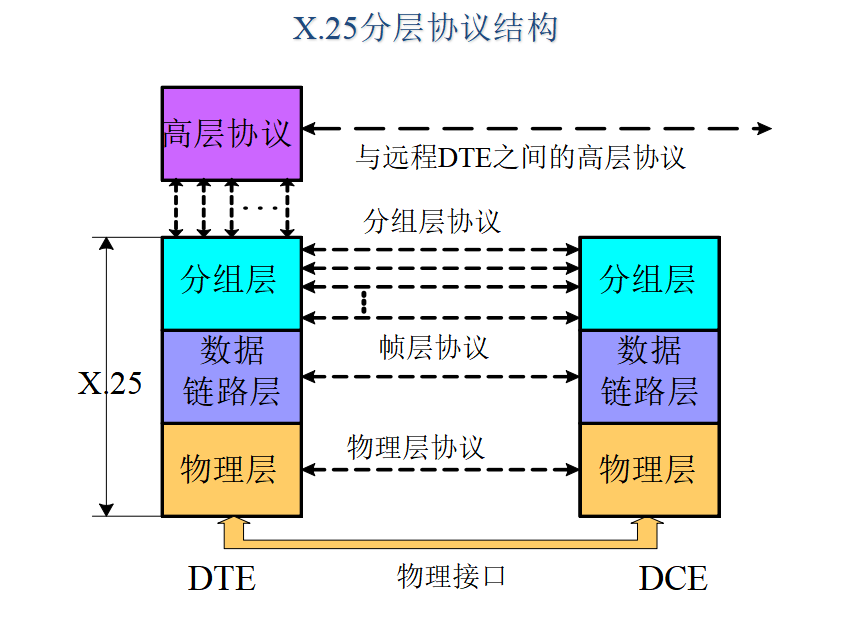 X.25分层协议结构
高层协议
与远程DTE之间的高层协议
分组层协议
分组层
分组层
帧层协议
数据
链路层
数据
链路层
X.25
物理层协议
物理层
物理层
DTE
物理接口
DCE